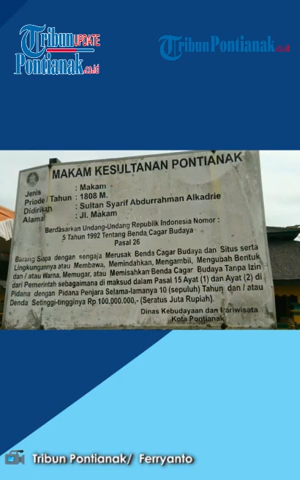 Tribun UPDATE
Pontianak.co.id
TribunPontianak.co.id
MAKAM KESULTANAN PONTIANAK
Jenis : Makam
Priode / Tahun : 1808 M.
Didirikan : Sultan Syarif Abdurrahman Alkadrie
Alamat : Jl. Makam
Berdasarkan Undang-Undang Republik Indonesia Nomor :
5 Tahun 1992 Tentang Benda Cagar Budaya
Pasal 26
Barang Siapa dengan sengaja Merusak Benda Cagar Budaya dan Situs serta
Lingkungannya atau Membawa, Memindahkan, Mengambil, Mengubah Bentuk
dan / atau Warna, Memugar, atau Memisahkan Benda Cagar Budaya Tanpa Izin
dari Pemerintah sebagaimana di maksud dalam Pasal 15 Ayat (1) dan Ayat (2) di
Pidana dengan Pidana Penjara Selama-lamanya 10 (sepuluh) Tahun dan / atau
Denda Setinggi-tingginya Rp 100.000.000,- (Seratus Juta Rupiah).
Dinas Kebudayaan dan Pariwisata
Kota Pontianak
Tribun Pontianak/ Ferryanto